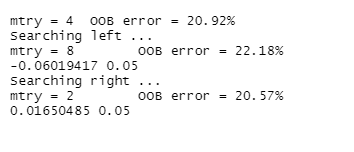 mtry = 4  OOB error = 20.92%
Searching left ...
mtry = 8        OOB error = 22.18%
-0.06019417 0.05
Searching right ...
mtry = 2        OOB error = 20.57%
0.01650485 0.05